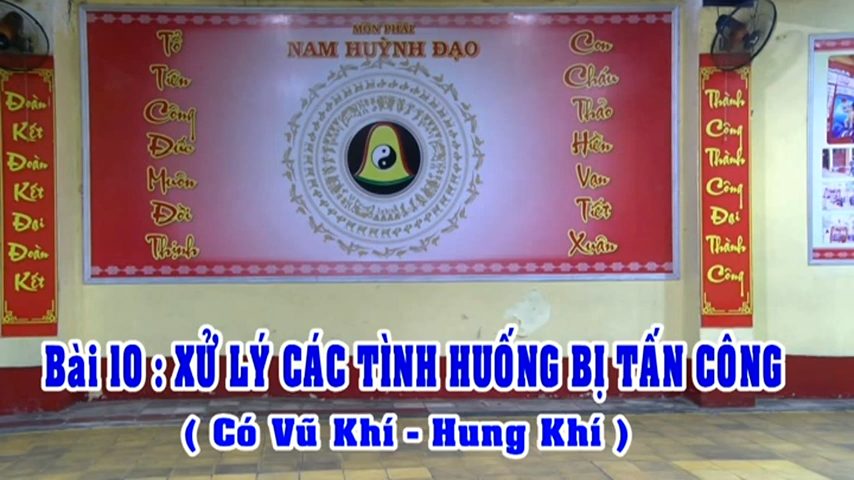 MÔN PHÁI
NAM HUỲNH ĐẠO
Tổ
Tiên
Công
Đức
Muôn
Đời
Thịnh
Con
Cháu
Thảo
Hiền
Vạn
Tiết
Xuân
Đoàn
Kết
Đoàn
Kết
Đại
Đoàn
Kết
Thành
Công
Thành
Công
Đại
Thành
Công
Bài 10 : XỬ LÝ CÁC TÌNH HUỐNG BỊ TẤN CÔNG
( Có Vũ Khí - Hung Khí )